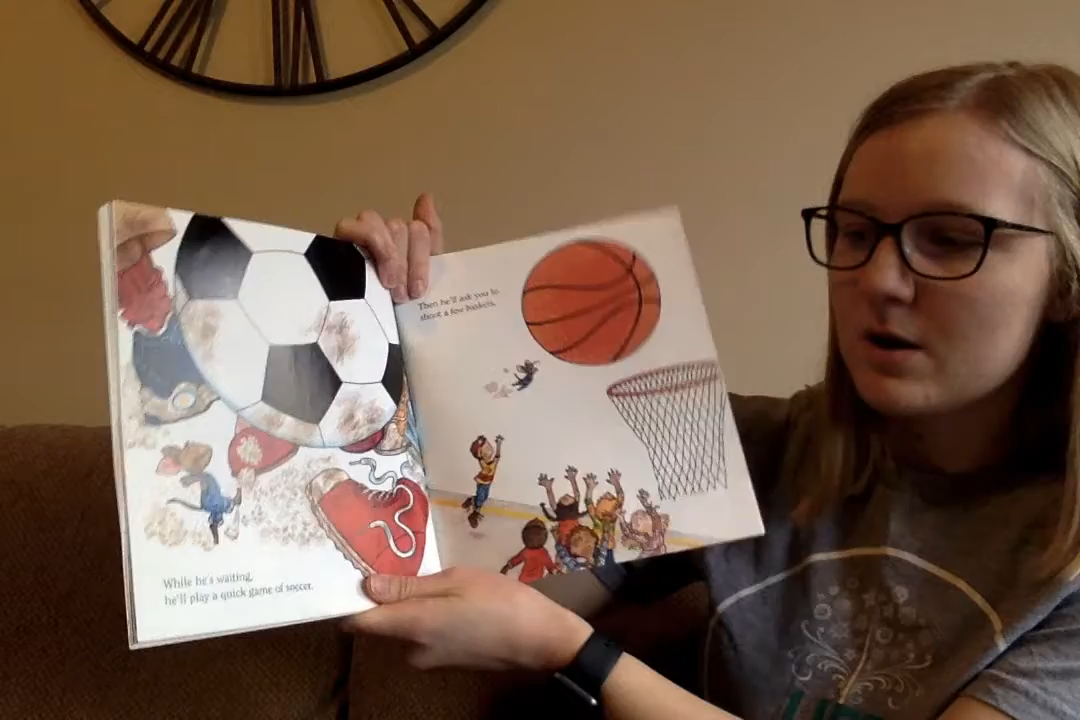 While he's waiting,
he'll play a quick game of soccer.
Then he'll ask you to
shoot a few baskets,